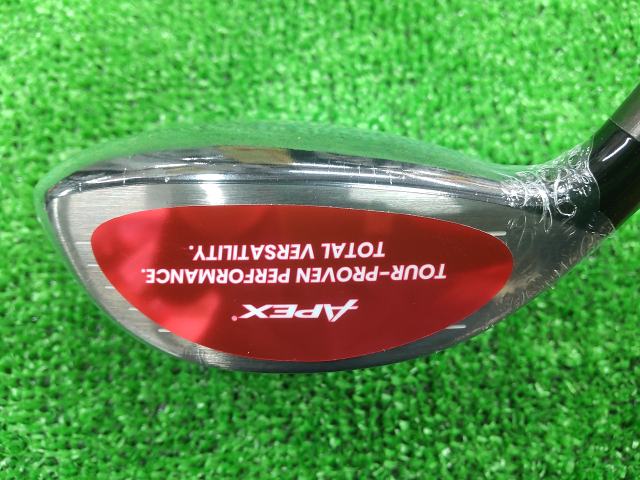 APEX
TOUR-PROVEN PERFORMANCE.
TOTAL VERSATILITY.